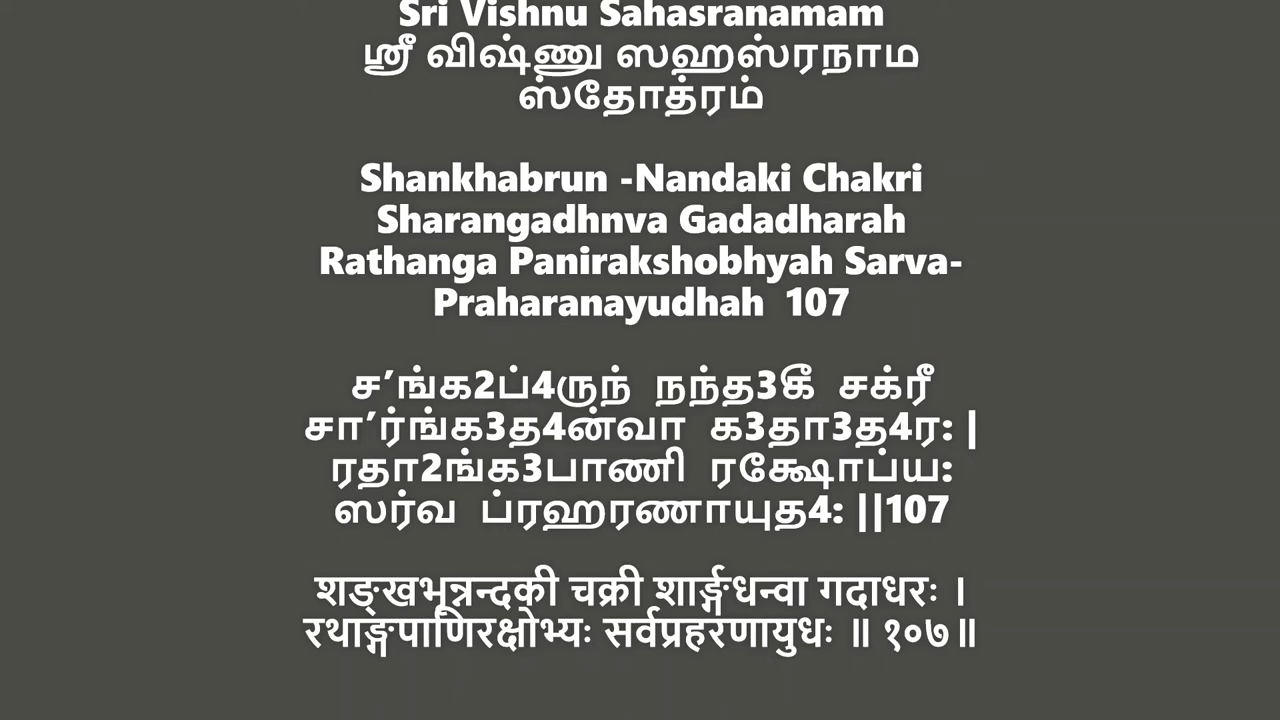 Sri Vishnu Sahasranamam
ஸ்ரீ விஷ்ணு ஸஹஸ்ரநாம
ஸ்தோத்ரம்
Shankhabrun -Nandaki Chakri
Sharangadhnva Gadadharah
Rathanga Panirakshobhyah Sarva-
Praharanayudhah 107
ச’ங்க2ப்4ருந் நந்த3கீ சக்ரீ
சா’ர்ங்க3த4ன்வா க3தா3த4ர: |
ரதா2ங்க3பாணி ரக்ஷோப்ய:
ஸர்வ ப்ரஹரணாயுத4: ||107
शङ्खभृन्नन्दकी चक्री शार्ङ्गधन्वा गदाधरः ।
रथाङ्गपाणिरक्षोभ्यः सर्वप्रहरणायुधः ॥ १०७॥